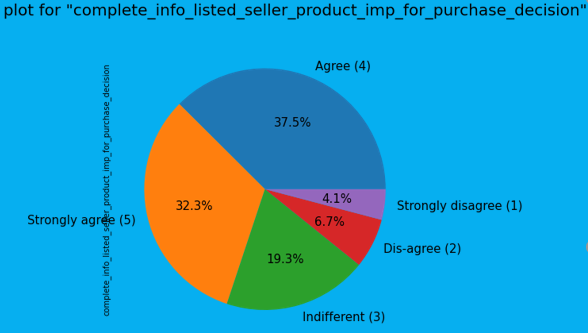 plot for "complete_info_listed_seller_product_imp_for_purchase_decision"
Agree (4)
37.5%
complete_info_listed_seller_product_imp_for_purchase_decision
Strongly agree (5)
32.3%
4.1%
Strongly disagree (1)
6.7%
Dis-agree (2)
19.3%
Indifferent (3)